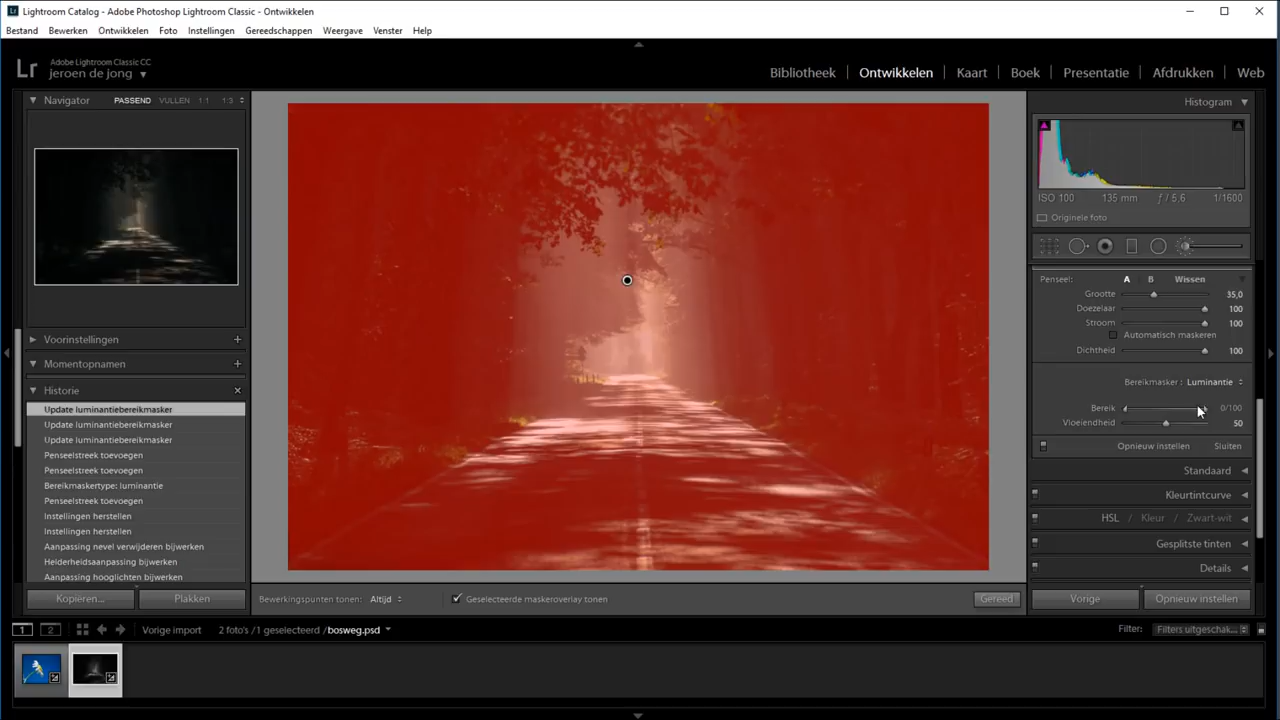 Lightroom Catalog - Adobe Photoshop Lightroom Classic - Ontwikkelen
Bestand Bewerken Ontwikkelen Foto Instellingen Gereedschappen Weergave Venster Help
Lr
Adobe Lightroom Classic CC
jeroen de jong
Bibliotheek Ontwikkelen Kaart Boek Presentatie Afdrukken Web
Navigator PASSEND VULLEN 1:1 1:3
Voorinstellingen
Momentopnamen
Historie
Update luminantiebereikmasker
Update luminantiebereikmasker
Update luminantiebereikmasker
Penseelstreek toevoegen
Penseelstreek toevoegen
Bereikmaskertype: luminantie
Penseelstreek toevoegen
Instellingen herstellen
Instellingen herstellen
Aanpassing nevel verwijderen bijwerken
Helderheidsaanpassing bijwerken
Aanpassing hooglichten bijwerken
Kopiëren... Plakken
Bewerkingspunten tonen: Altijd Geselecteerde maskeroverlay tonen Gereed
Histogram
ISO 100 135 mm ƒ / 5,6 1/1600
Originele foto
Penseel: A B Wissen
Grootte 35,0
Doezelaar 100
Stroom 100
Automatisch maskeren
Dichtheid 100
Bereikmasker : Luminantie
Bereik 0/100
Vloeiendheid 50
Opnieuw instellen Sluiten
Standaard
Kleurtintcurve
HSL / Kleur / Zwart-wit
Gesplitste tinten
Details
Vorige Opnieuw instellen
1 2 Vorige import 2 foto's /1 geselecteerd /bosweg.psd Filter: Filters uitgeschak...